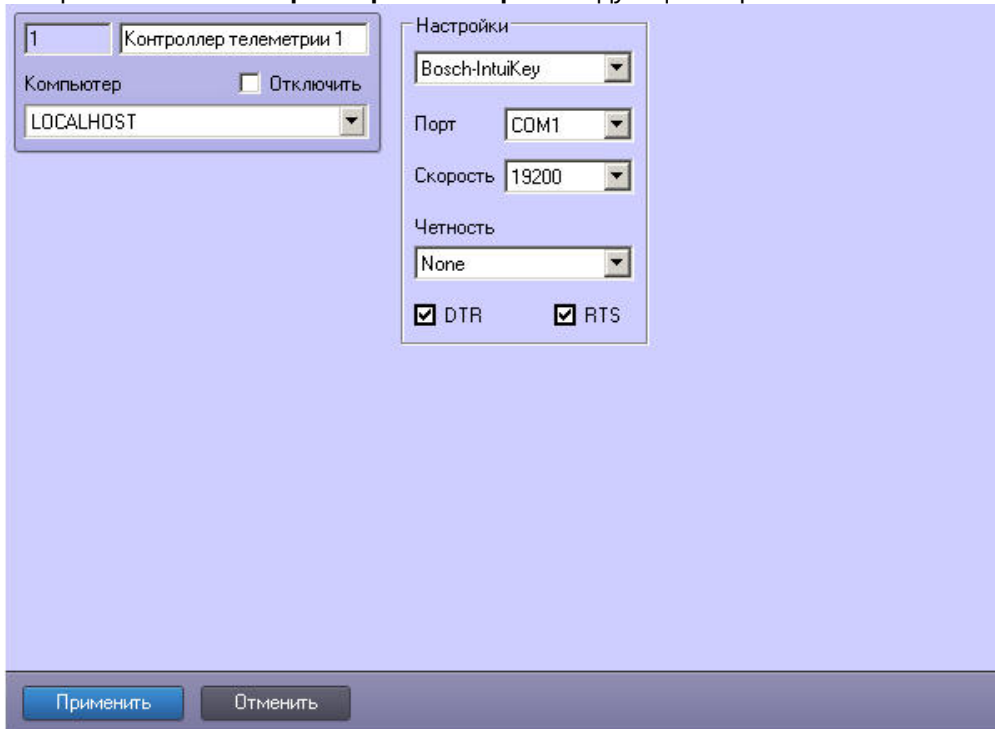 1
Контроллер телеметрии 1
Компьютер
Отключить
LOCALHOST
Настройки
Bosch-IntuiKey
Порт
COM1
Скорость
19200
Четность
None
DTR
RTS
Применить
Отменить